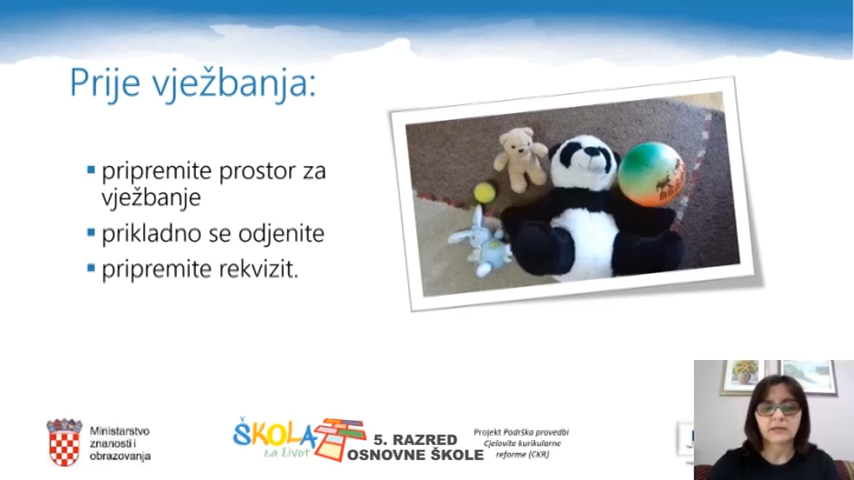 Prije vježbanja:
pripremite prostor za
vježbanje
prikladno se odjenite
pripremite rekvizit.
Ministarstvo
znanosti i
obrazovanja
ŠKOLA
za život
5. RAZRED
OSNOVNE ŠKOLE
Projekt Podrška provedbi
Cjelovite kurikularne
reforme (CKR)